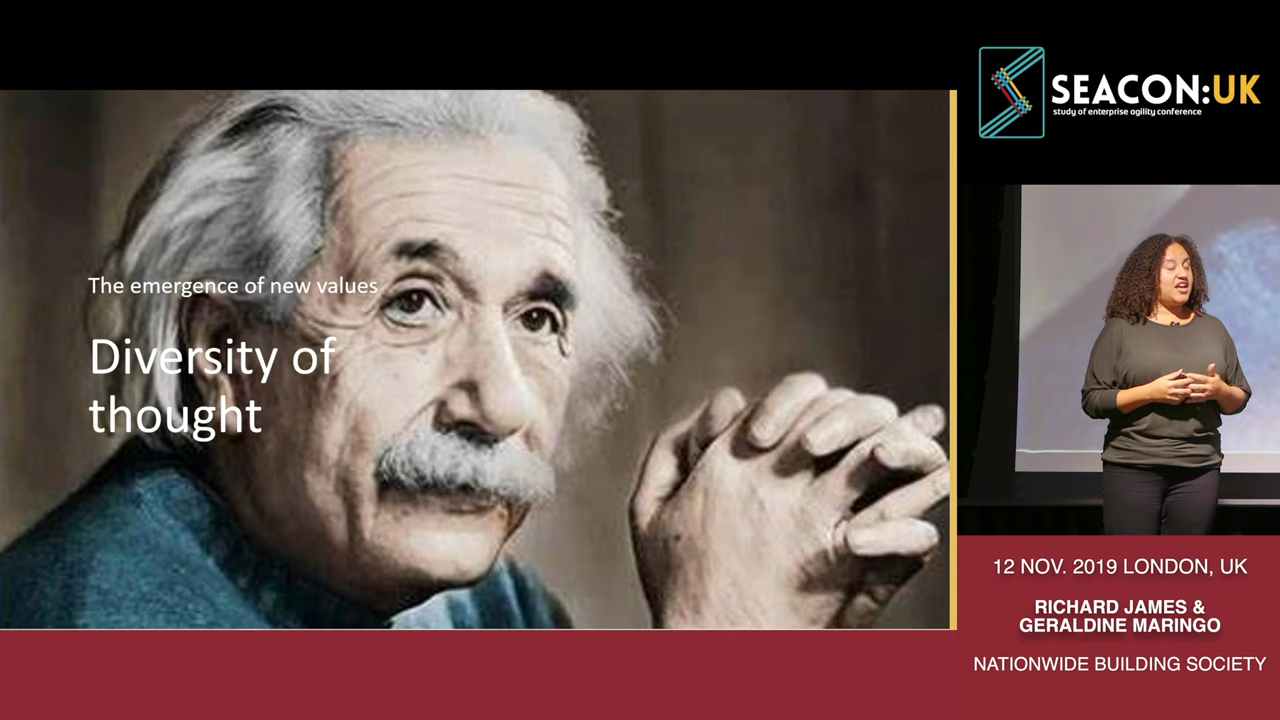 The emergence of new values
Diversity of
thought
SEACON:UK
study of enterprise agility conference
12 NOV. 2019 LONDON, UK
RICHARD JAMES &
GERALDINE MARINGO
NATIONWIDE BUILDING SOCIETY